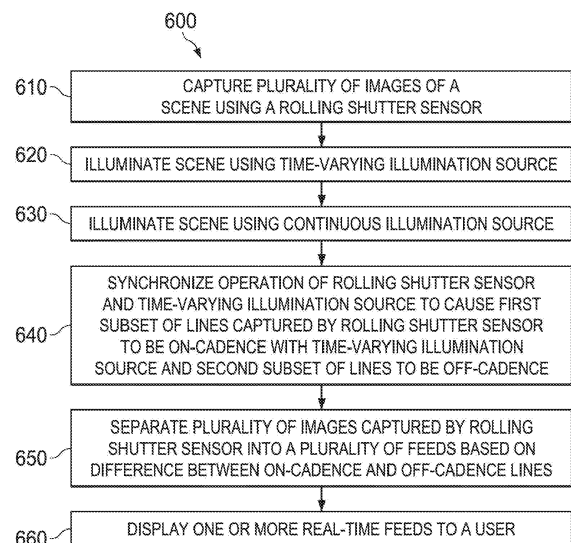 600
610
CAPTURE PLURALITY OF IMAGES OF A
SCENE USING A ROLLING SHUTTER SENSOR
620
ILLUMINATE SCENE USING TIME-VARYING ILLUMINATION SOURCE
630
ILLUMINATE SCENE USING CONTINUOUS ILLUMINATION SOURCE
640
SYNCHRONIZE OPERATION OF ROLLING SHUTTER SENSOR
AND TIME-VARYING ILLUMINATION SOURCE TO CAUSE FIRST
SUBSET OF LINES CAPTURED BY ROLLING SHUTTER SENSOR
TO BE ON-CADENCE WITH TIME-VARYING ILLUMINATION
SOURCE AND SECOND SUBSET OF LINES TO BE OFF-CADENCE
650
SEPARATE PLURALITY OF IMAGES CAPTURED BY ROLLING
SHUTTER SENSOR INTO A PLURALITY OF FEEDS BASED ON
DIFFERENCE BETWEEN ON-CADENCE AND OFF-CADENCE LINES
660
DISPLAY ONE OR MORE REAL-TIME FEEDS TO A USER